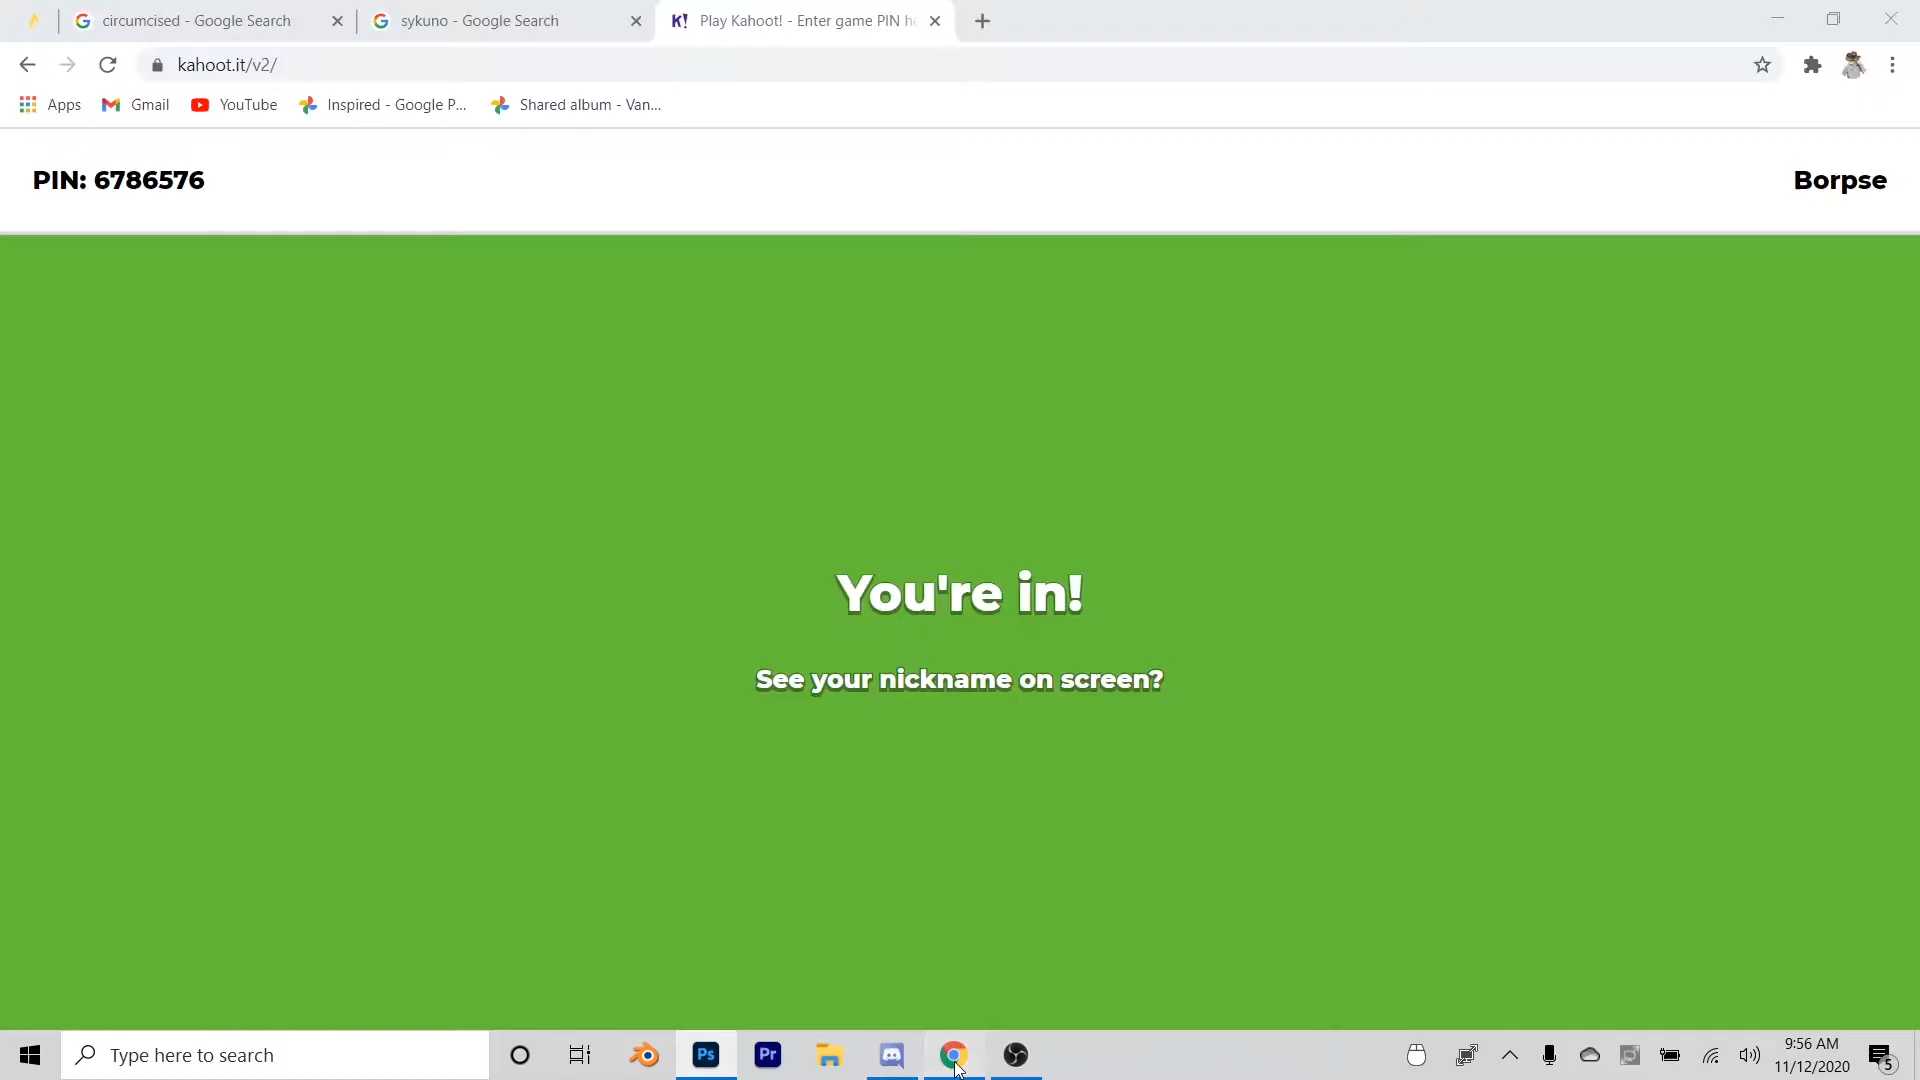 circumcised - Google Search
sykuno - Google Search
K! Play Kahoot! - Enter game PIN he
kahoot.it/v2/
Apps
Gmail
YouTube
Inspired - Google P...
Shared album - Van...
PIN: 6786576
Borpse
You're in!
See your nickname on screen?
Type here to search
Ps
Pr
9:56 AM
11/12/2020
5